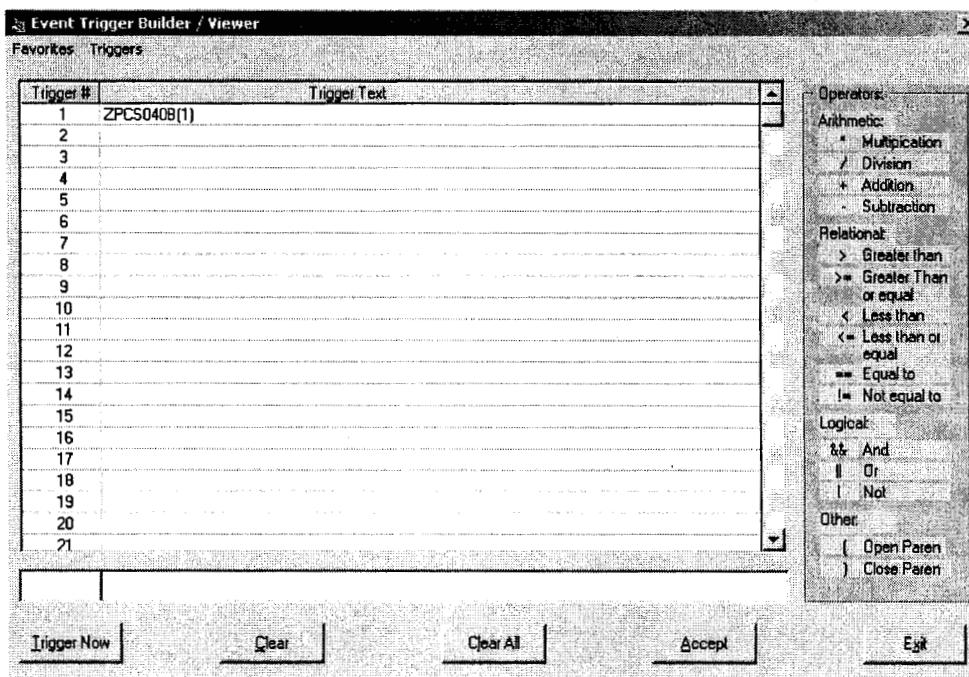 Event Trigger Builder / Viewer
Favorites Triggers
Trigger # Trigger Text
1 ZPCS040B(1)
2
3
4
5
6
7
8
9
10
11
12
13
14
15
16
17
18
19
20
21
Operators:
Arithmetic:
* Multipication
/ Division
+ Addition
- Subtraction
Relational:
> Greater than
>= Greater Than
or equal
< Less than
<= Less than or
equal
== Equal to
!= Not equal to
Logical:
&& And
|| Or
! Not
Other:
( Open Paren
) Close Paren
Trigger Now Clear Clear All Accept Exit